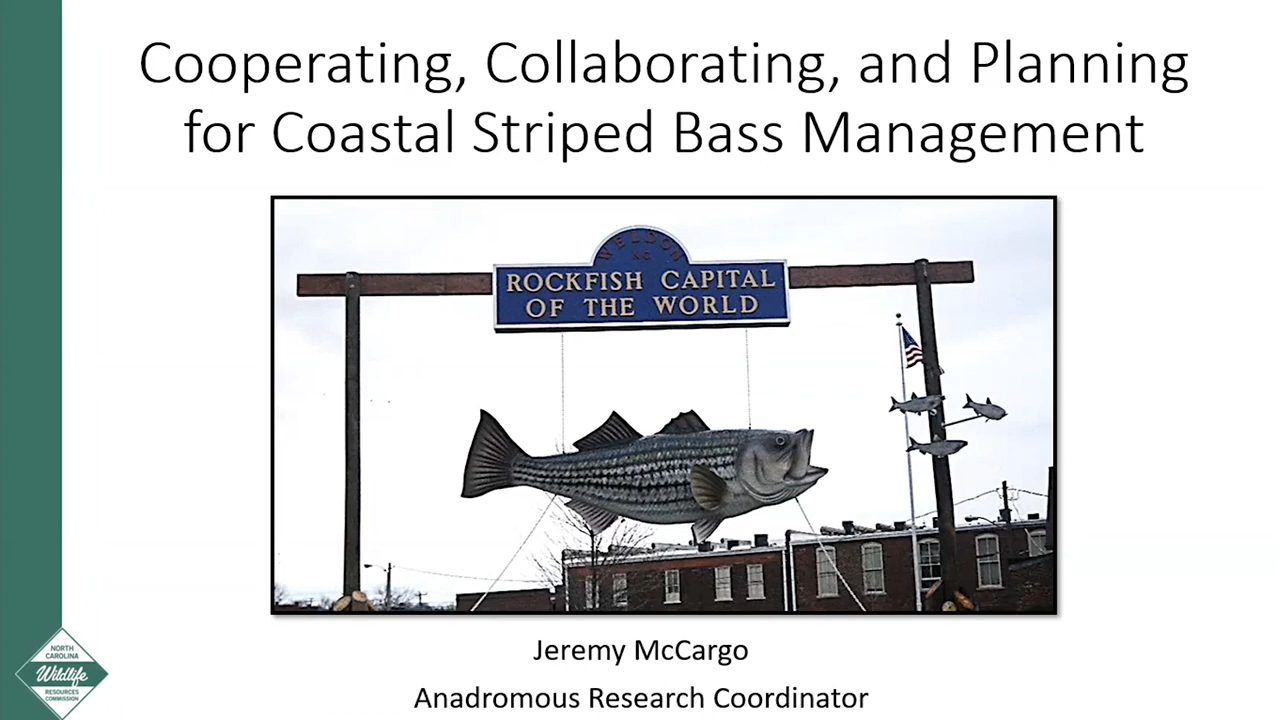 Cooperating, Collaborating, and Planning
for Coastal Striped Bass Management
WELDON
NC
ROCKFISH CAPITAL
OF THE WORLD
Jeremy McCargo
Anadromous Research Coordinator
NORTH
CAROLINA
Wildlife
RESOURCES
COMMISSION